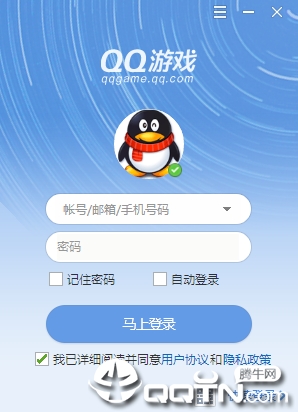 QQ游戏
qqgame.qq.com
帐号/邮箱/手机号码
密码
记住密码
自动登录
马上登录
我已详细阅读并同意用户协议和隐私政策
腾牛网